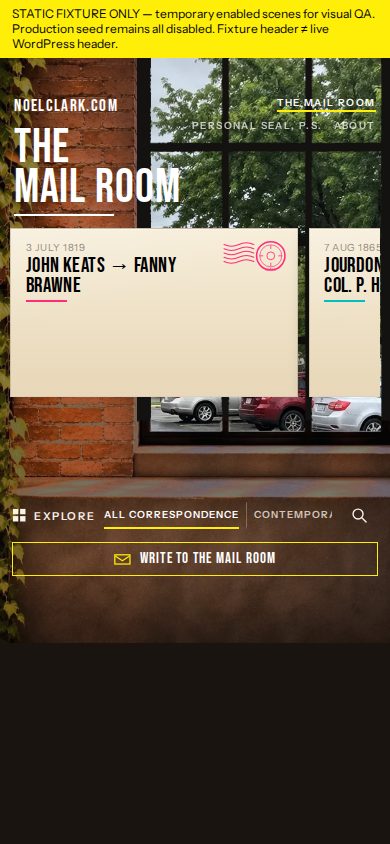 STATIC FIXTURE ONLY — temporary enabled scenes for visual QA.
Production seed remains all disabled. Fixture header ≠ live
WordPress header.
NOELCLARK.COM
THE MAIL ROOM
PERSONAL SEAL, P.S. ABOUT
THE
MAIL ROOM
3 JULY 1819
JOHN KEATS → FANNY
BRAWNE
7 AUG 1865
JOURDON
COL. P. H
EXPLORE
ALL CORRESPONDENCE
CONTEMPORA
WRITE TO THE MAIL ROOM